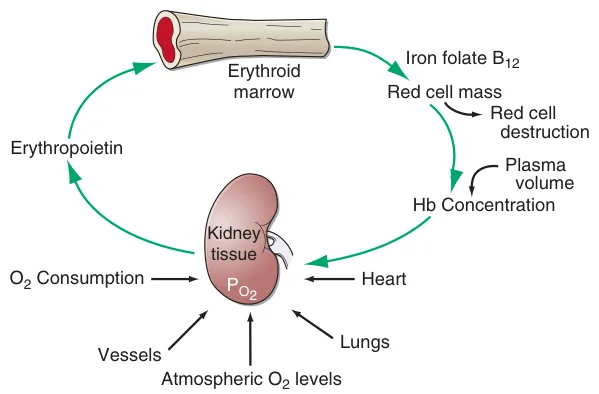 Iron folate B12
Erythroid
marrow
Red cell mass
Red cell
destruction
Erythropoietin
Plasma
volume
Hb Concentration
Kidney
tissue
O2 Consumption
PO2
Heart
Vessels
Lungs
Atmospheric O2 levels